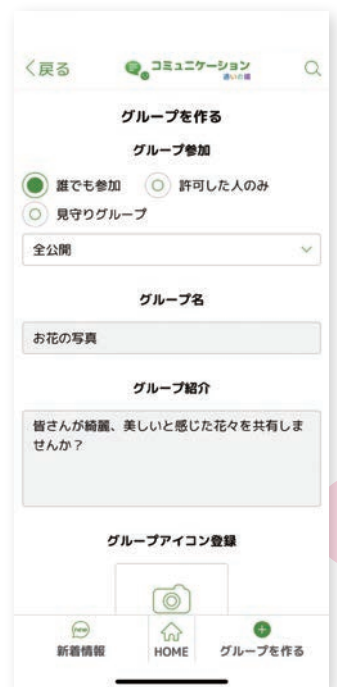 戻る
コミュニケーション
グループを作る
グループ参加
誰でも参加 許可した人のみ
見守りグループ
全公開
グループ名
お花の写真
グループ紹介
皆さんが綺麗、美しいと感じた花々を共有しま
せんか？
グループアイコン登録
new
新着情報 HOME グループを作る